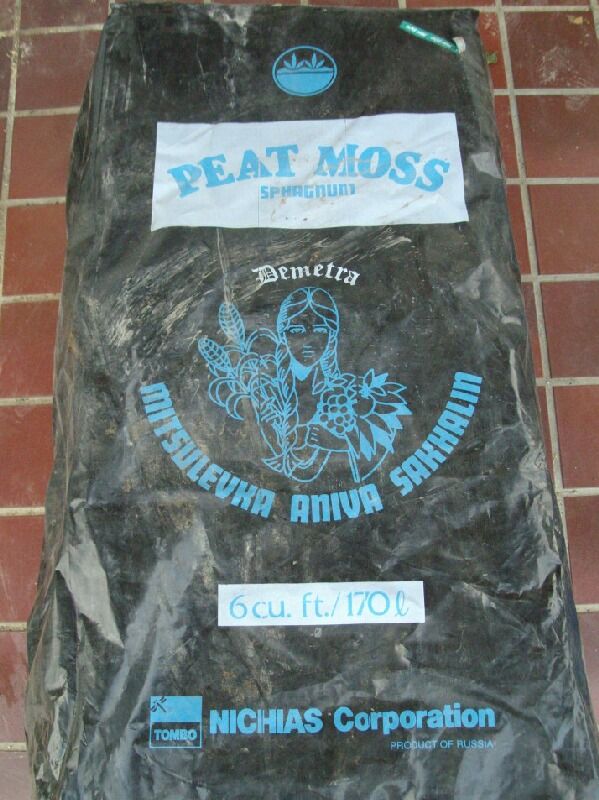 PEAT MOSS
SPHAGNUM
Demetra
MITSULEVKA ANIVA SAKHALIN
6 cu. ft./170 ℓ
TOMBO
NICHIAS Corporation
PRODUCT OF RUSSIA